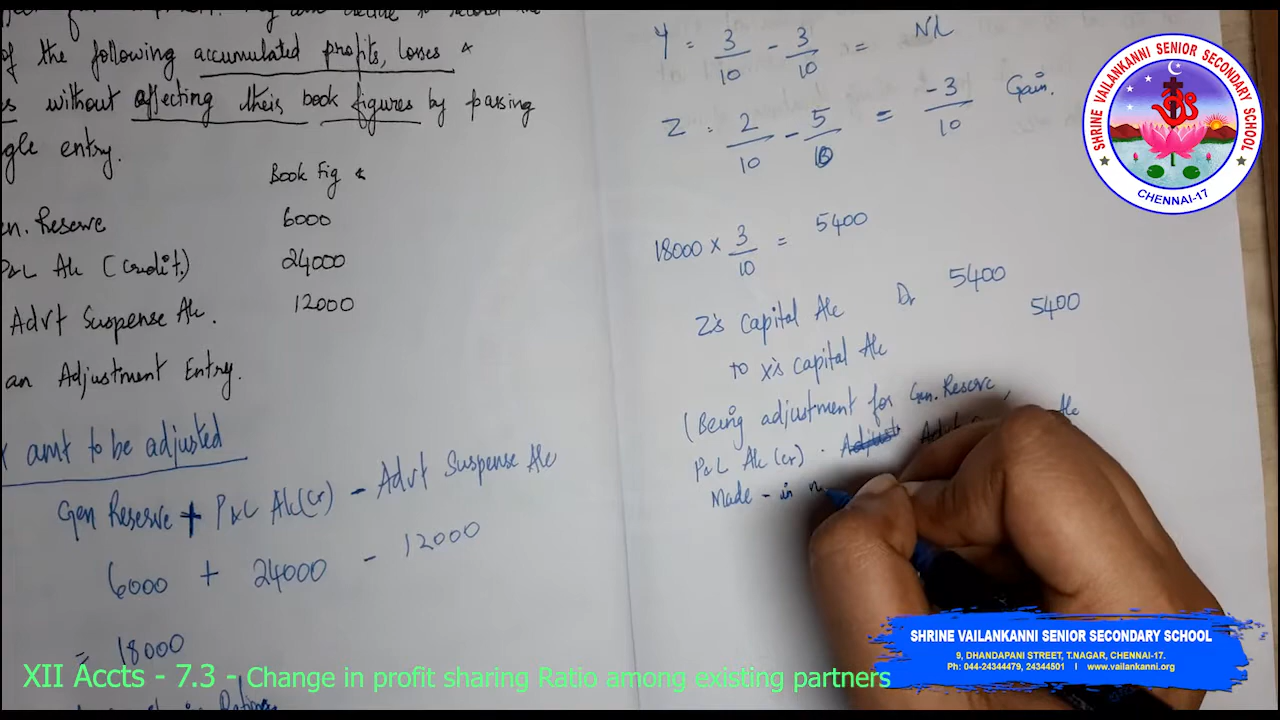 of the following accumulated profits, losses &
without affecting their book figures by passing
gle entry.
Book Fig &
en. Reserve 6000
P&L A/c (Credit) 24000
Advt Suspense A/c. 12000
an Adjustment Entry.
amt to be adjusted
Gen Reserve + P&L A/c (cr) - Advt Suspense A/c
6000 + 24000 - 12000
= 18000
Y = 3/10 - 3/10 = Nil
Z : 2/10 - 5/10 = -3/10 Gain.
18000 x 3/10 = 5400
Z's Capital A/c Dr 5400
to X's Capital A/c 5400
(Being adjustment for Gen. Reserve,
P&L A/c (cr) . A/c
Made - in
SHRINE VAILANKANNI SENIOR SECONDARY SCHOOL
CHENNAI-17
SHRINE VAILANKANNI SENIOR SECONDARY SCHOOL
9, DHANDAPANI STREET, T.NAGAR, CHENNAI-17.
Ph: 044-24344479, 24344501 I www.vailankanni.org
XII Accts - 7.3 - Change in profit sharing Ratio among existing partners